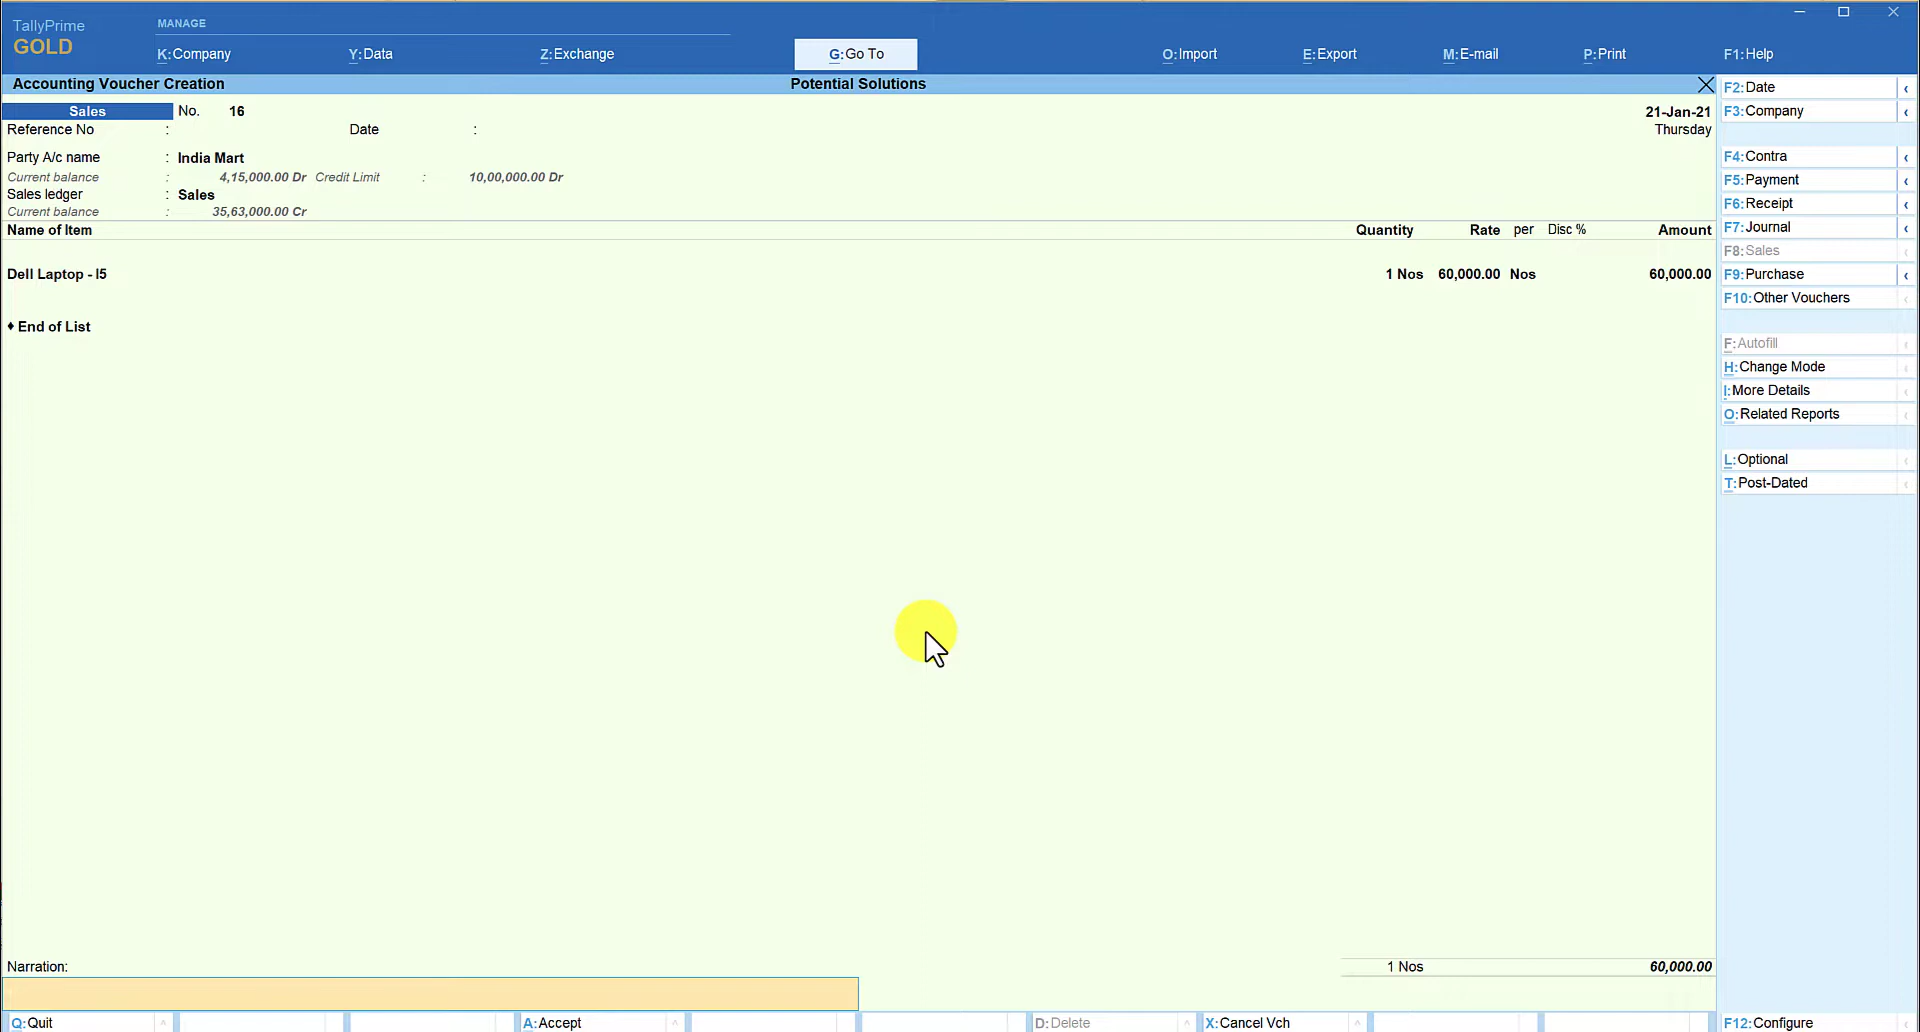 TallyPrime
GOLD
MANAGE
K:Company Y:Data Z:Exchange G:Go To O:Import E:Export M:E-mail P:Print F1:Help
Accounting Voucher Creation Potential Solutions
Sales No. 16 21-Jan-21
Reference No : Date : Thursday
Party A/c name : India Mart
Current balance : 4,15,000.00 Dr Credit Limit : 10,00,000.00 Dr
Sales ledger : Sales
Current balance : 35,63,000.00 Cr
Name of Item Quantity Rate per Disc % Amount
Dell Laptop - I5 1 Nos 60,000.00 Nos 60,000.00
♦ End of List
Narration: 1 Nos 60,000.00
F2:Date
F3:Company
F4:Contra
F5:Payment
F6:Receipt
F7:Journal
F8:Sales
F9:Purchase
F10:Other Vouchers
F:Autofill
H:Change Mode
I:More Details
O:Related Reports
L:Optional
T:Post-Dated
Q:Quit A:Accept D:Delete X:Cancel Vch F12:Configure